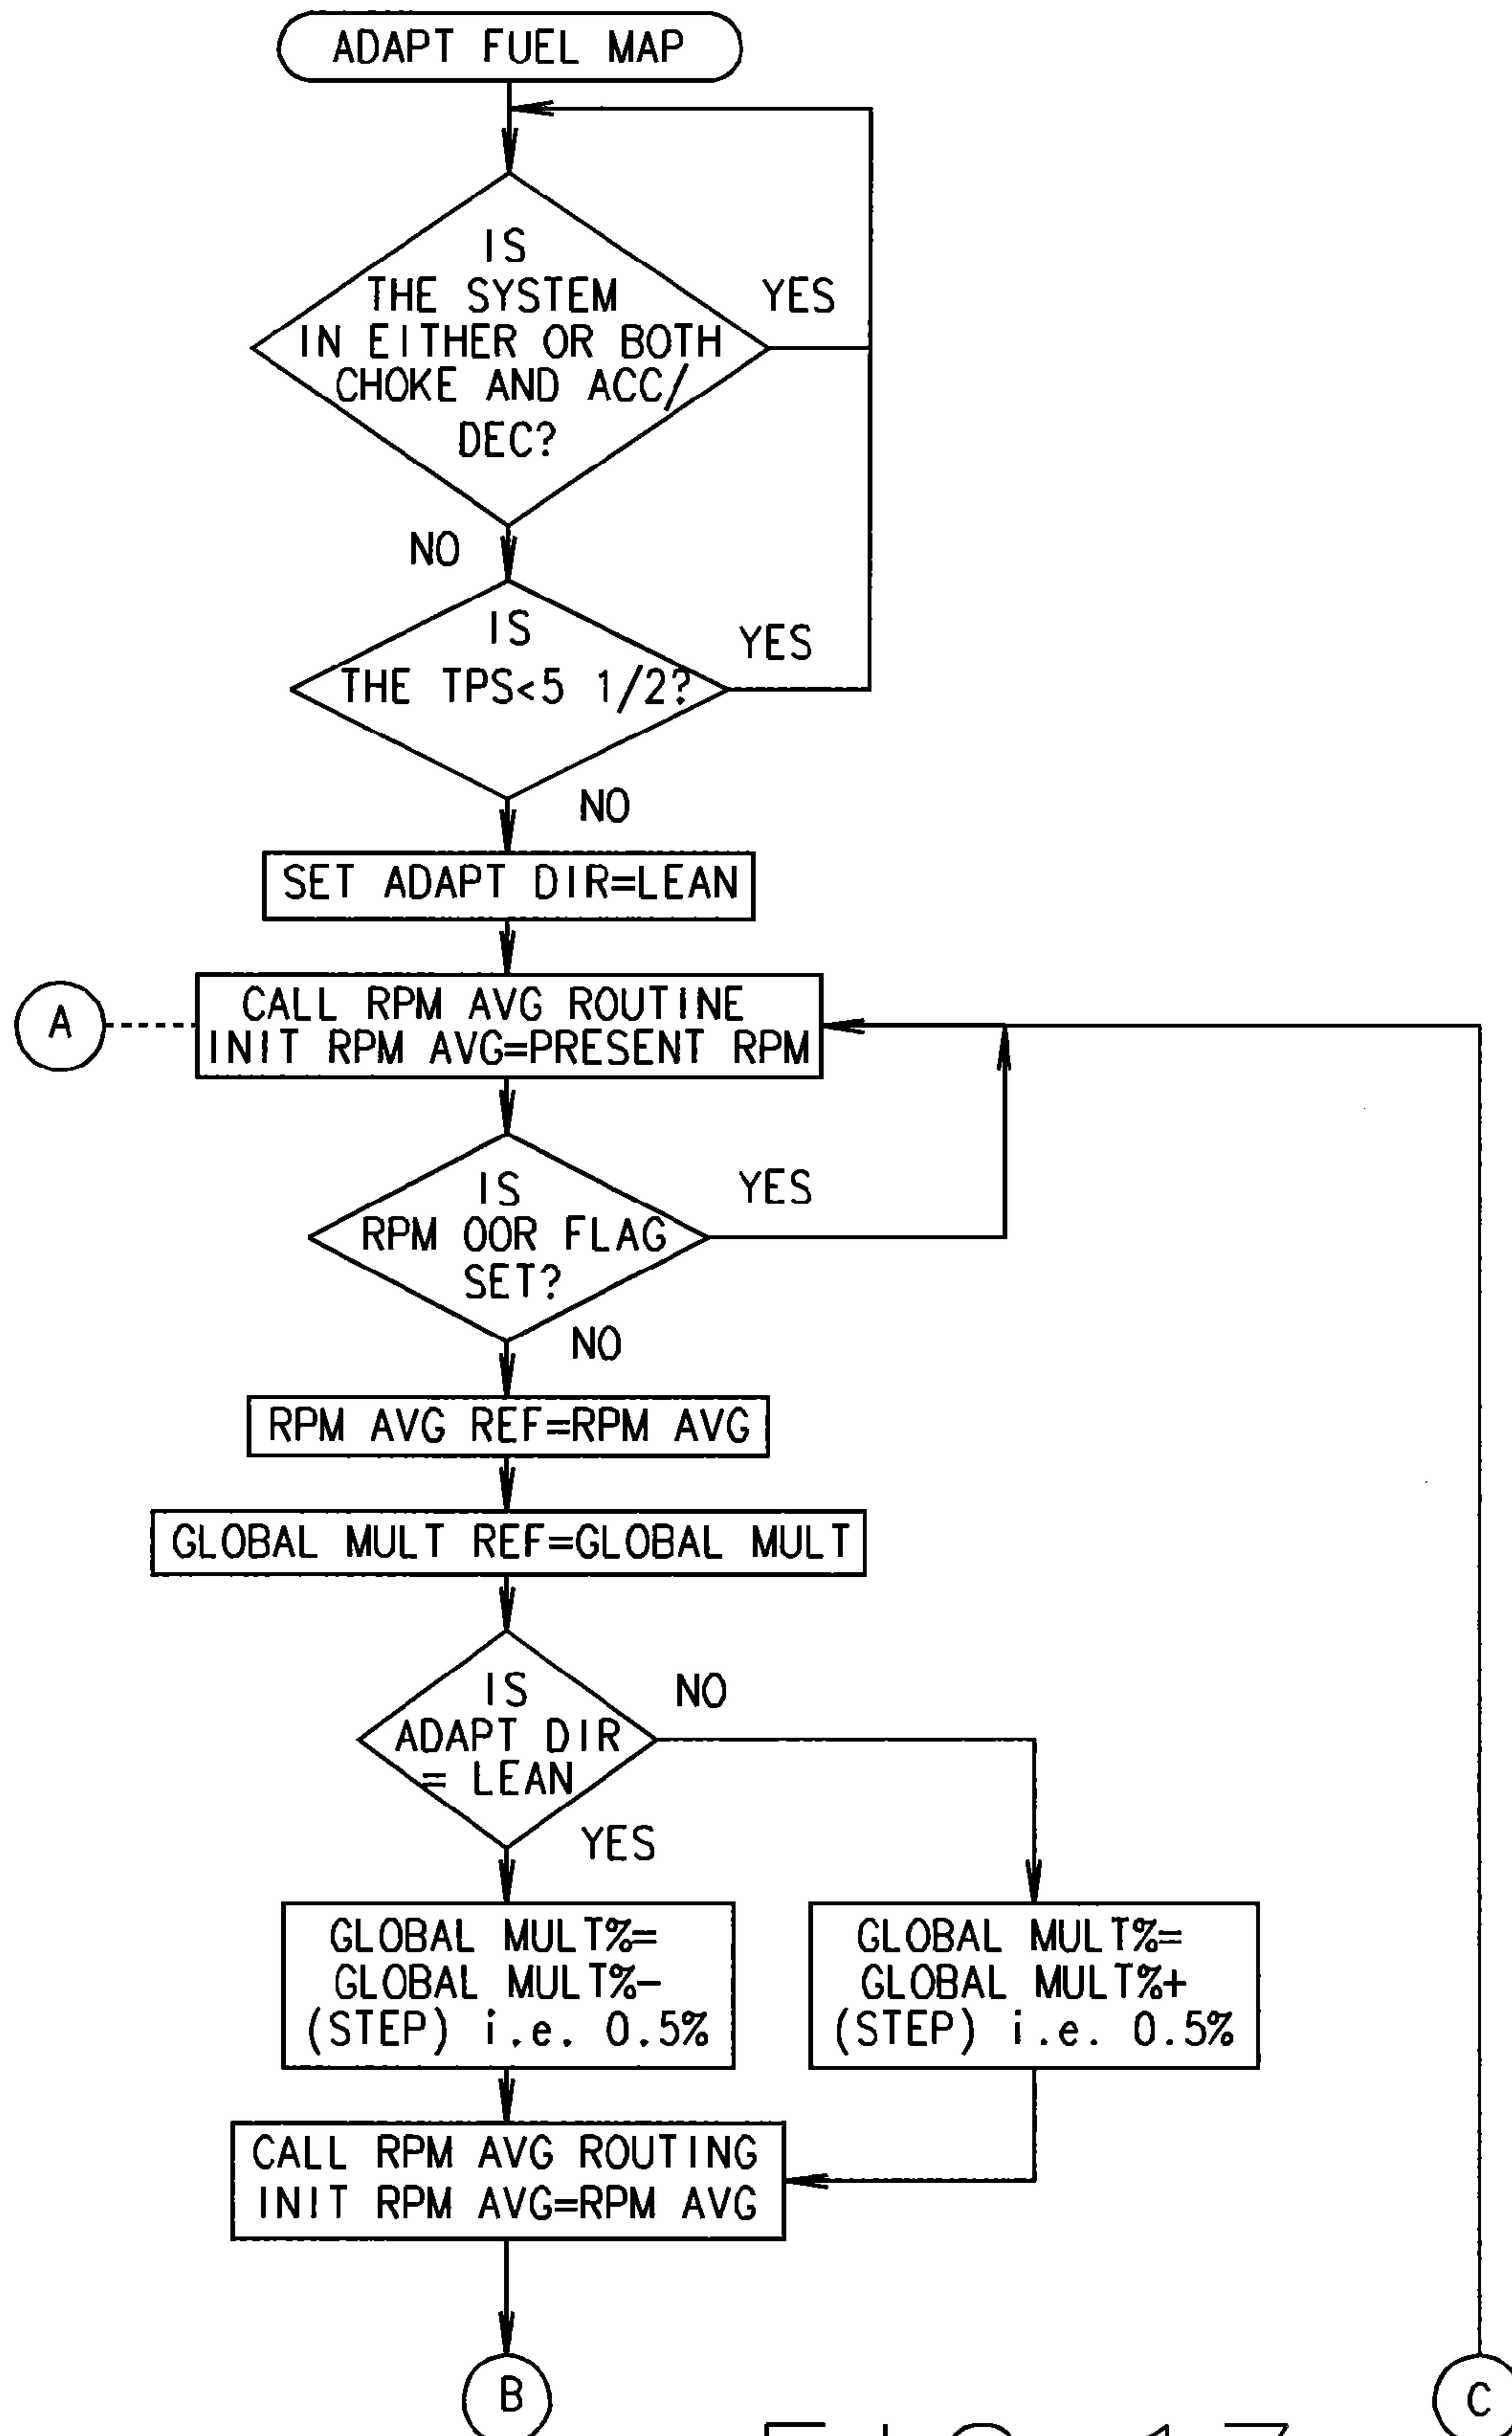 ADAPT FUEL MAP
IS
THE SYSTEM
IN EITHER OR BOTH
CHOKE AND ACC/
DEC?
YES
NO
IS
THE TPS<5 1/2?
YES
NO
SET ADAPT DIR=LEAN
A
CALL RPM AVG ROUTINE
INIT RPM AVG=PRESENT RPM
IS
RPM OOR FLAG
SET?
YES
NO
RPM AVG REF=RPM AVG
GLOBAL MULT REF=GLOBAL MULT
IS
ADAPT DIR
= LEAN
NO
YES
GLOBAL MULT%=
GLOBAL MULT%-
(STEP) i.e. 0.5%
GLOBAL MULT%=
GLOBAL MULT%+
(STEP) i.e. 0.5%
CALL RPM AVG ROUTING
INIT RPM AVG=RPM AVG
B
C